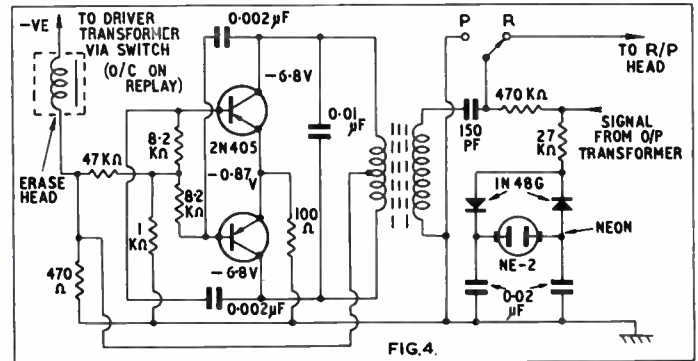 -VE
TO DRIVER
TRANSFORMER
VIA SWITCH
(O/C ON
REPLAY)
0·002µF
P
R
TO R/P
HEAD
-6·8V
470 KΩ
0·01
µF
150
PF
SIGNAL
FROM O/P
TRANSFORMER
27
KΩ
8·2
KΩ
2N405
47KΩ
ERASE
HEAD
-0·87
V
IN 48G
8·2
KΩ
100
Ω
NEON
1
KΩ
NE-2
470
Ω
-6·8V
0·002µF
0·02
µF
FIG.4.